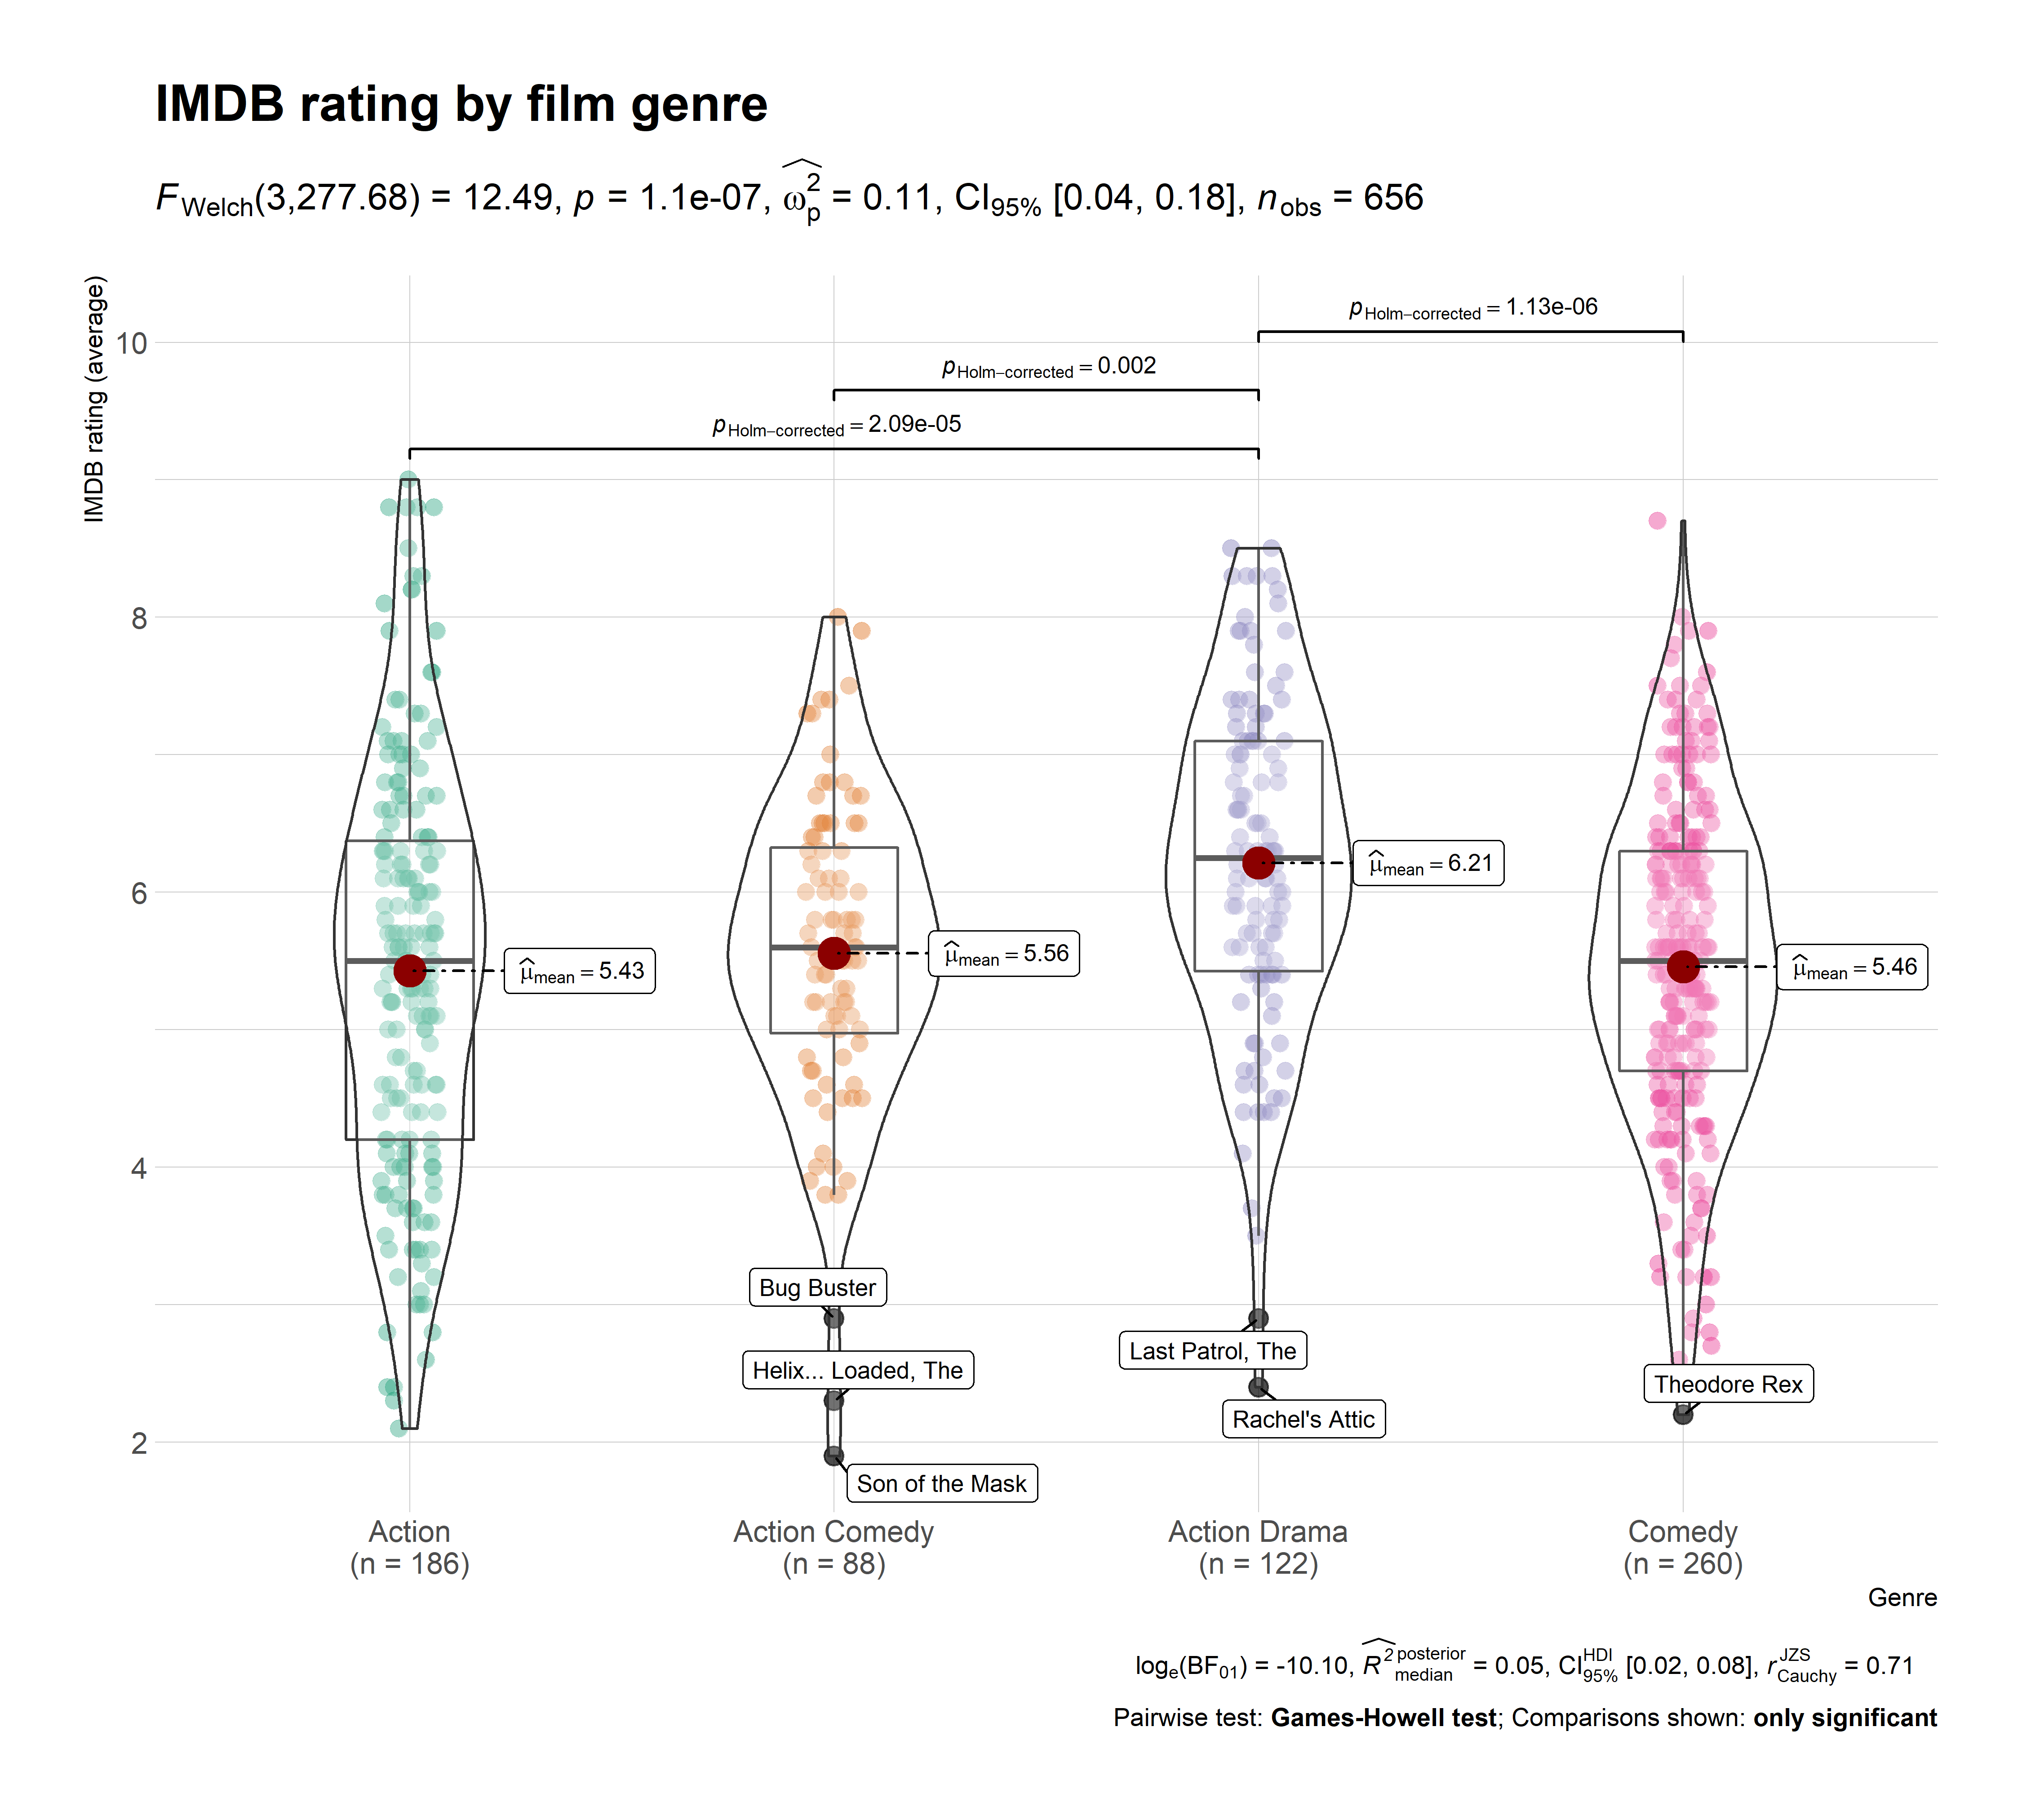 IMDB rating by film genre
F Welch(3,277.68) = 12.49, p = 1.1e-07, ω̂²p = 0.11, CI95% [0.04, 0.18], nobs = 656
IMDB rating (average)
pHolm−corrected = 1.13e-06
10
pHolm−corrected = 0.002
pHolm−corrected = 2.09e-05
8
6
μ̂mean = 6.21
μ̂mean = 5.56
μ̂mean = 5.46
μ̂mean = 5.43
4
Bug Buster
Last Patrol, The
Helix... Loaded, The
Theodore Rex
Rachel's Attic
2
Son of the Mask
Action
(n = 186)
Action Comedy
(n = 88)
Action Drama
(n = 122)
Comedy
(n = 260)
Genre
loge(BF01) = -10.10, R̂²posterior median = 0.05, CI95%HDI [0.02, 0.08], rCauchyJZS = 0.71
Pairwise test: Games-Howell test; Comparisons shown: only significant